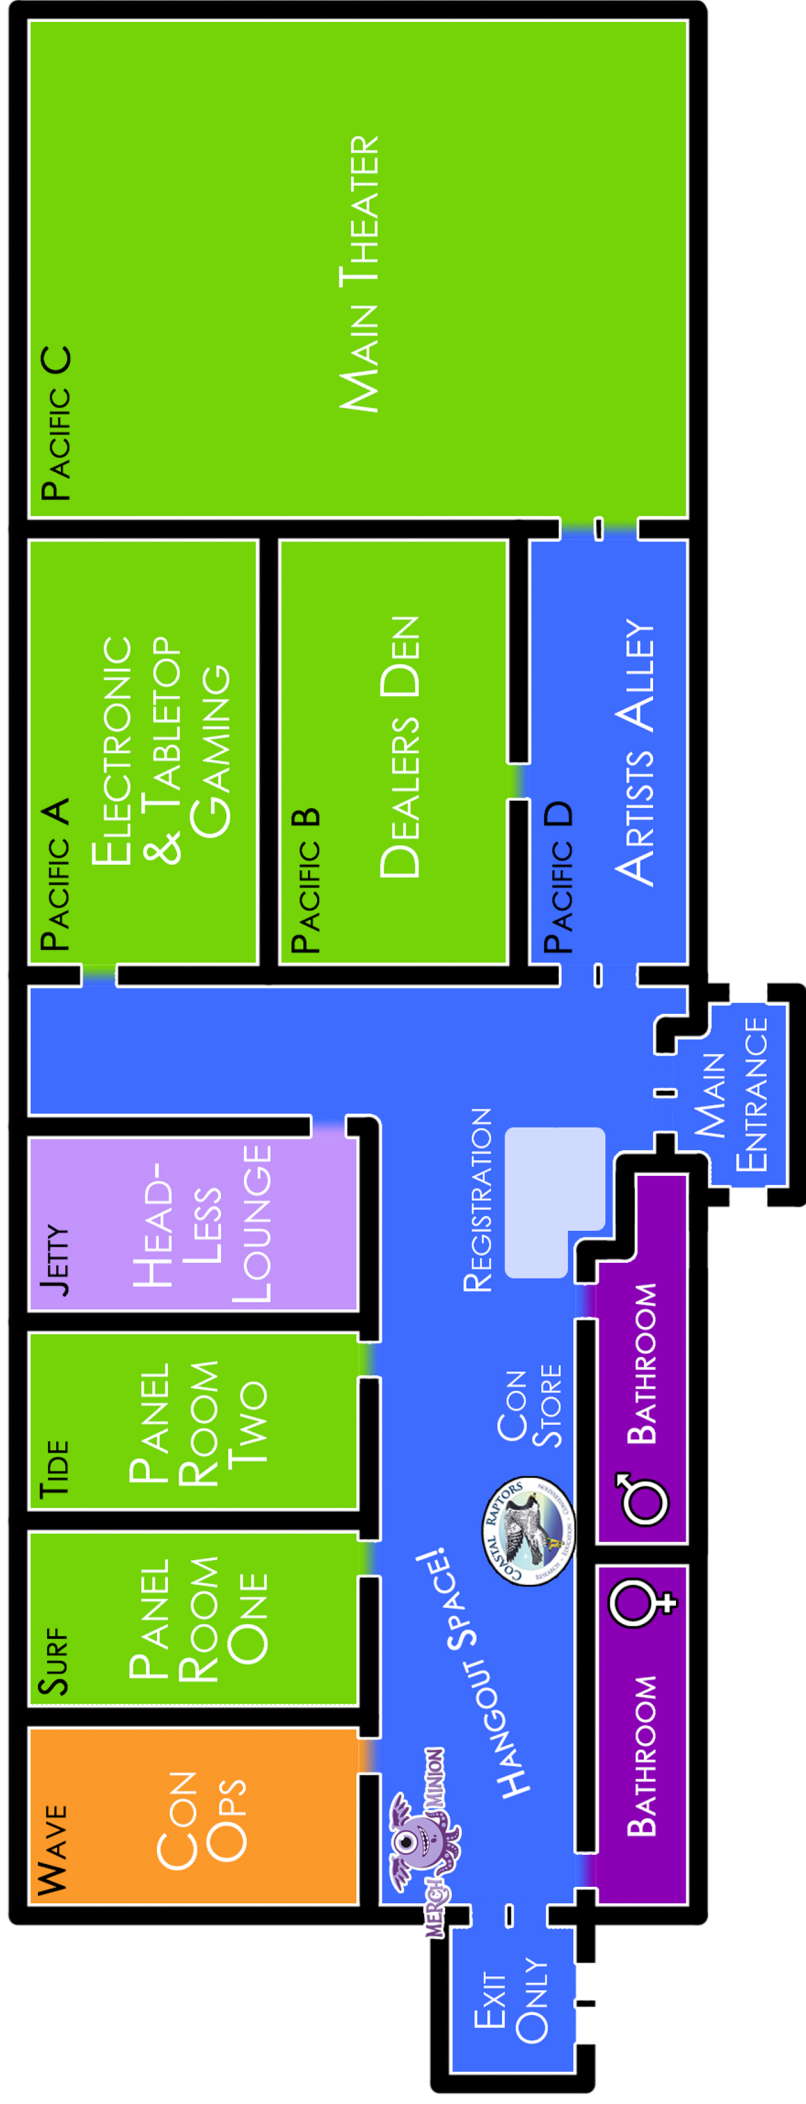 Wave
Con
Ops
Surf
Panel
Room
One
Tide
Panel
Room
Two
Jetty
Head-
Less
Lounge
Pacific A
Electronic
& Tabletop
Gaming
Pacific B
Dealers Den
Pacific C
Main Theater
Pacific D
Artists Alley
Merch Minion
Hangout Space!
Coastal Raptors
Con
Store
Registration
Exit
Only
Bathroom
Bathroom
Main
Entrance